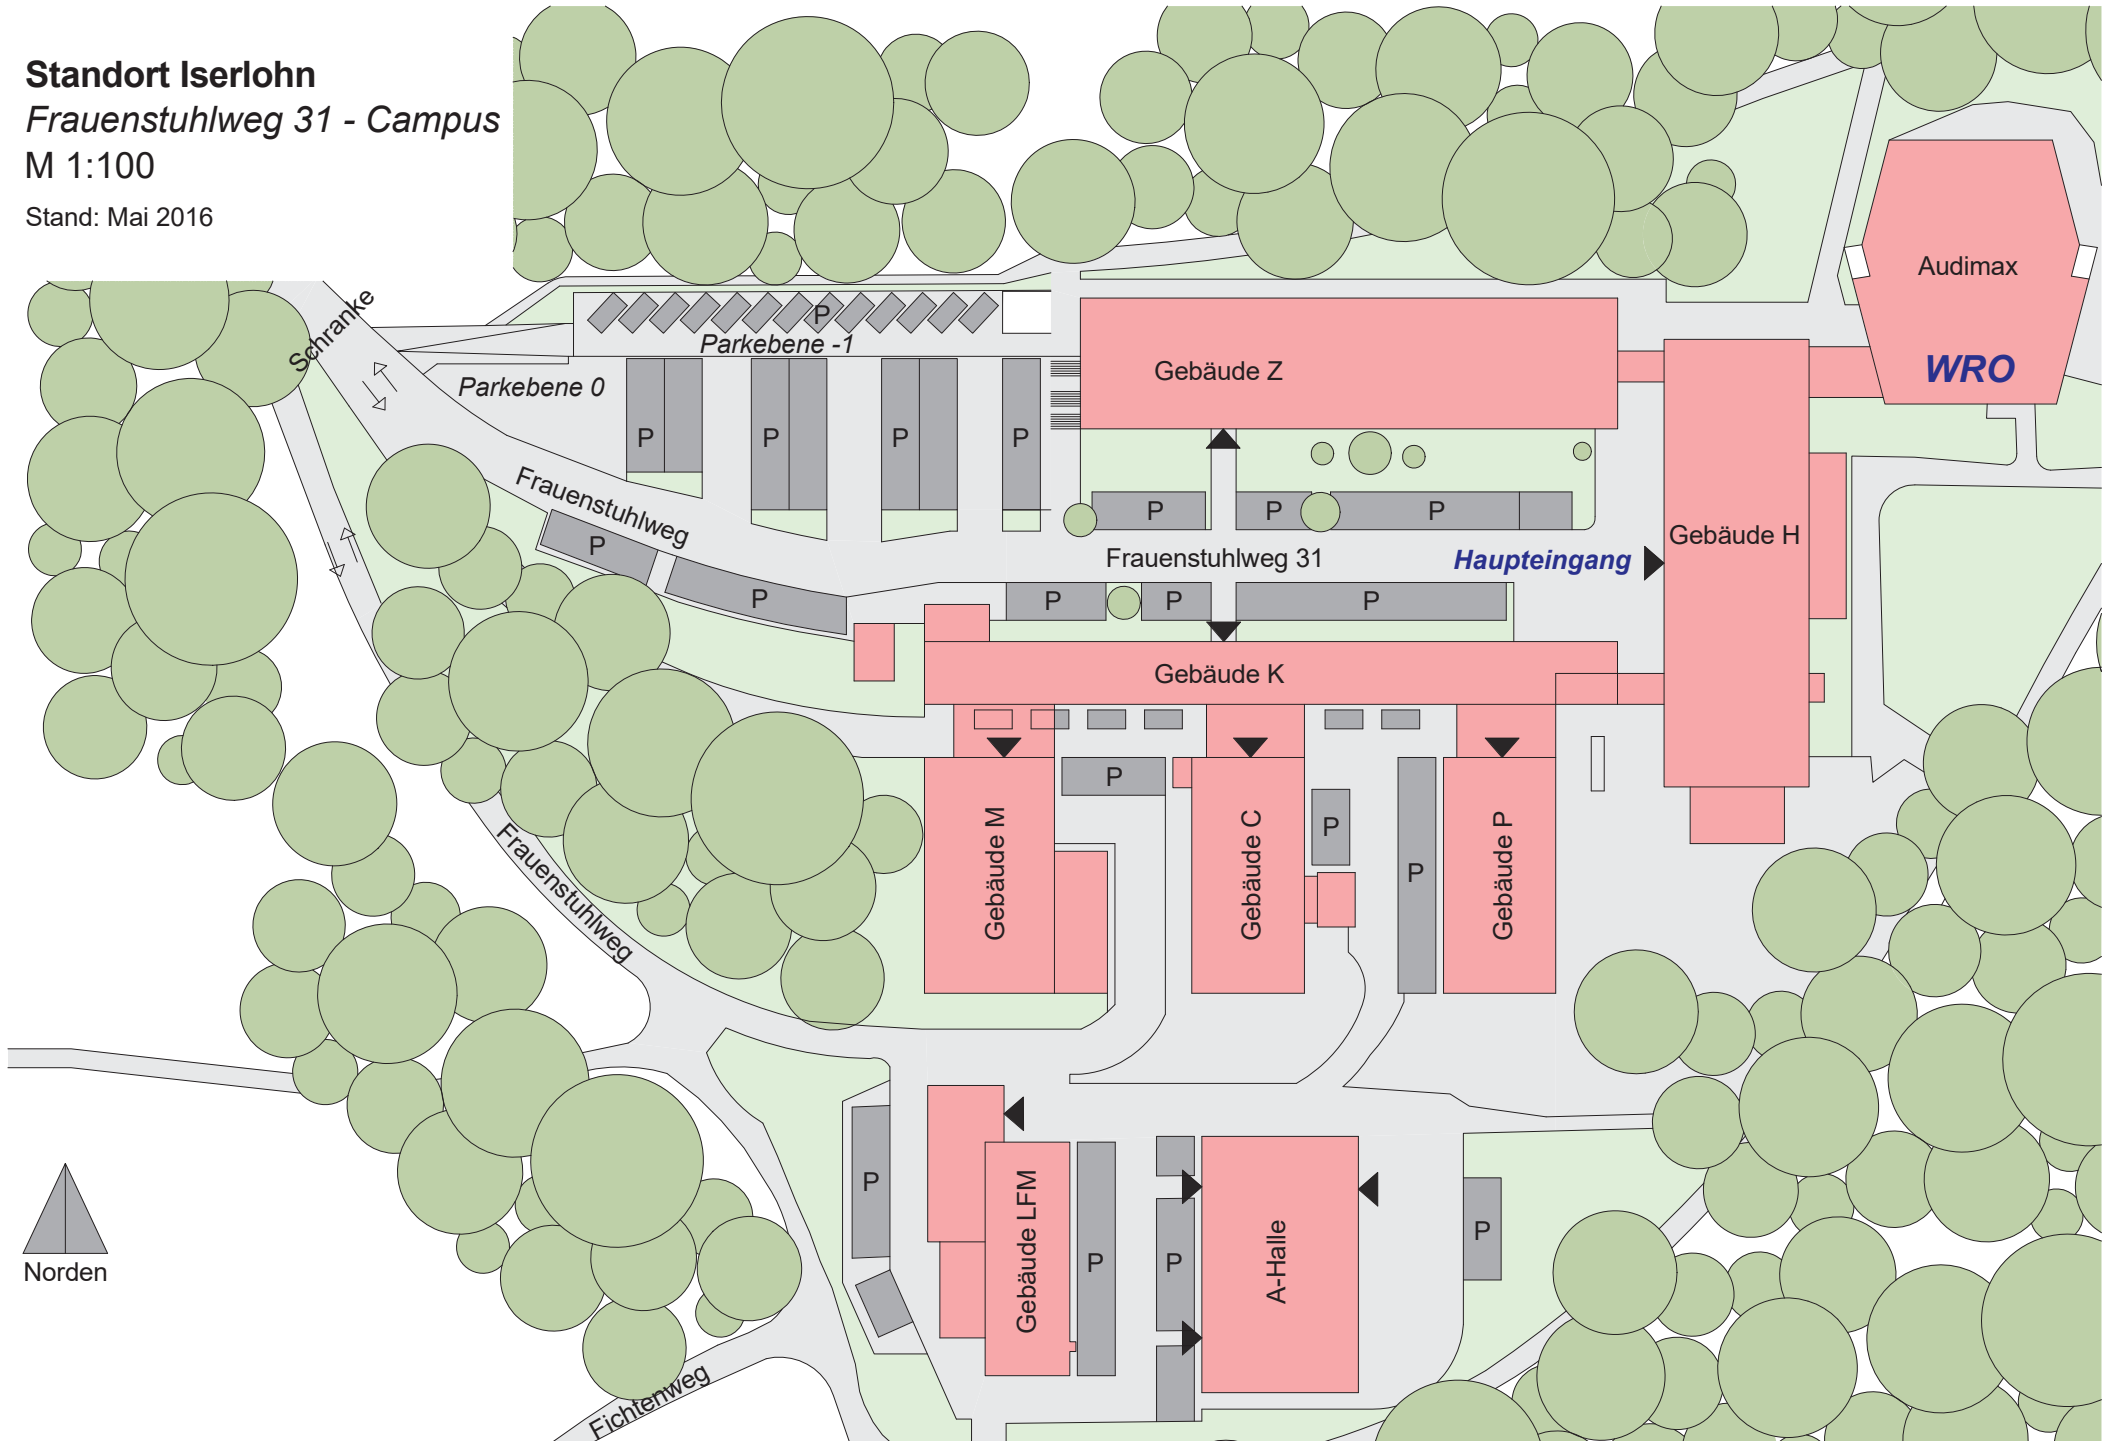 Standort Iserlohn
Frauenstuhlweg 31 - Campus
M 1:100
Stand: Mai 2016
Audimax
WRO
Schranke
P
Parkebene -1
Parkebene 0
Gebäude Z
P
P
P
P
Frauenstuhlweg
P
P
P
P
P
Frauenstuhlweg 31
Haupteingang
Gebäude H
P
P
P
P
Gebäude K
P
Gebäude M
Gebäude C
P
P
Gebäude P
Frauenstuhlweg
P
Gebäude LFM
P
P
A-Halle
P
Norden
Fichtenweg